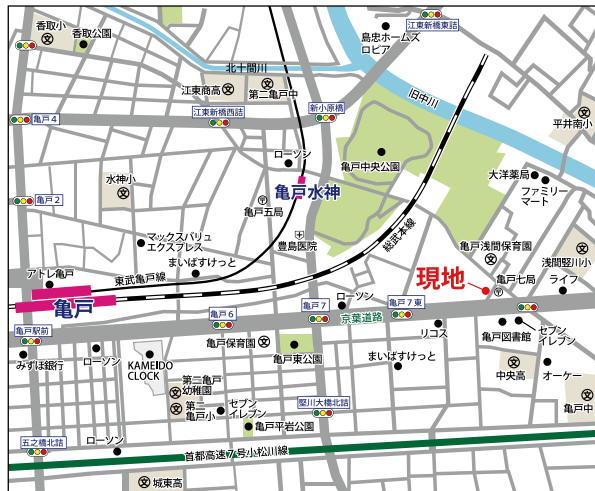 香取小
香取公園
島忠ホームズ
ロピア
江東新橋東詰
北十間川
江東商高
第二亀戸中
旧中川
亀戸4
江東新橋西詰
新小原橋
平井南小
ローソン
亀戸中央公園
大洋薬局
ファミリー
マート
水神小
亀戸2
亀戸五局
亀戸水神
マックスバリュ
エクスプレス
豊島医院
総武本線
亀戸浅間保育園
浅間竪川小
まいばすけっと
アトレ亀戸
東武亀戸線
現地
亀戸七局
ライフ
亀戸
亀戸駅前
亀戸6
亀戸7
ローソン
京葉道路
亀戸7東
リコス
亀戸図書館
セブン
イレブン
みずほ銀行
ローソン
KAMEIDO
CLOCK
亀戸保育園
亀戸東公園
まいばすけっと
中央高
オーケー
第二亀戸
幼稚園
第二
亀戸小
セブン
イレブン
亀戸平岩公園
竪川大橋北詰
亀戸中
五之橋北詰
ローソン
首都高速7号小松川線
城東高